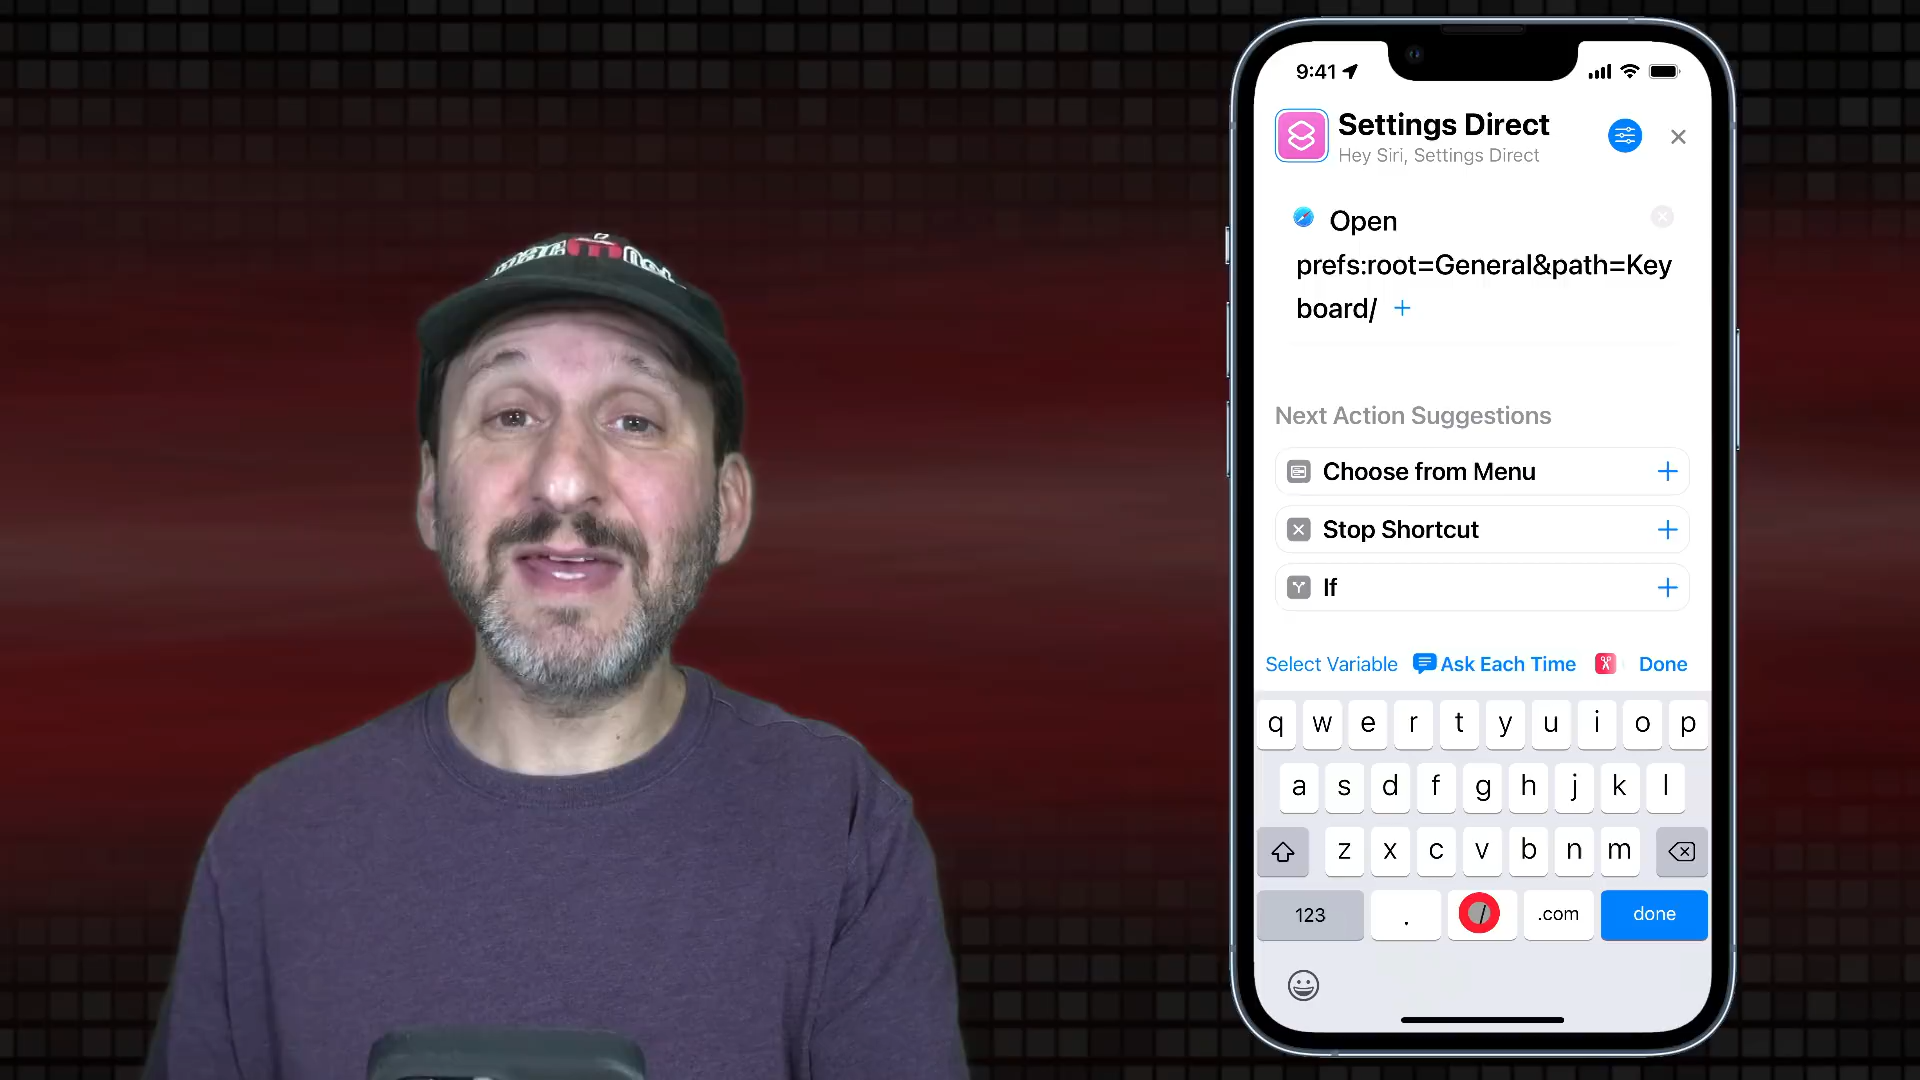 9:41
Settings Direct
Hey Siri, Settings Direct
Open
prefs:root=General&path=Key
board/ +
Next Action Suggestions
Choose from Menu +
Stop Shortcut +
If +
Select Variable Ask Each Time Done
q w e r t y u i o p
a s d f g h j k l
z x c v b n m
123 . / .com done